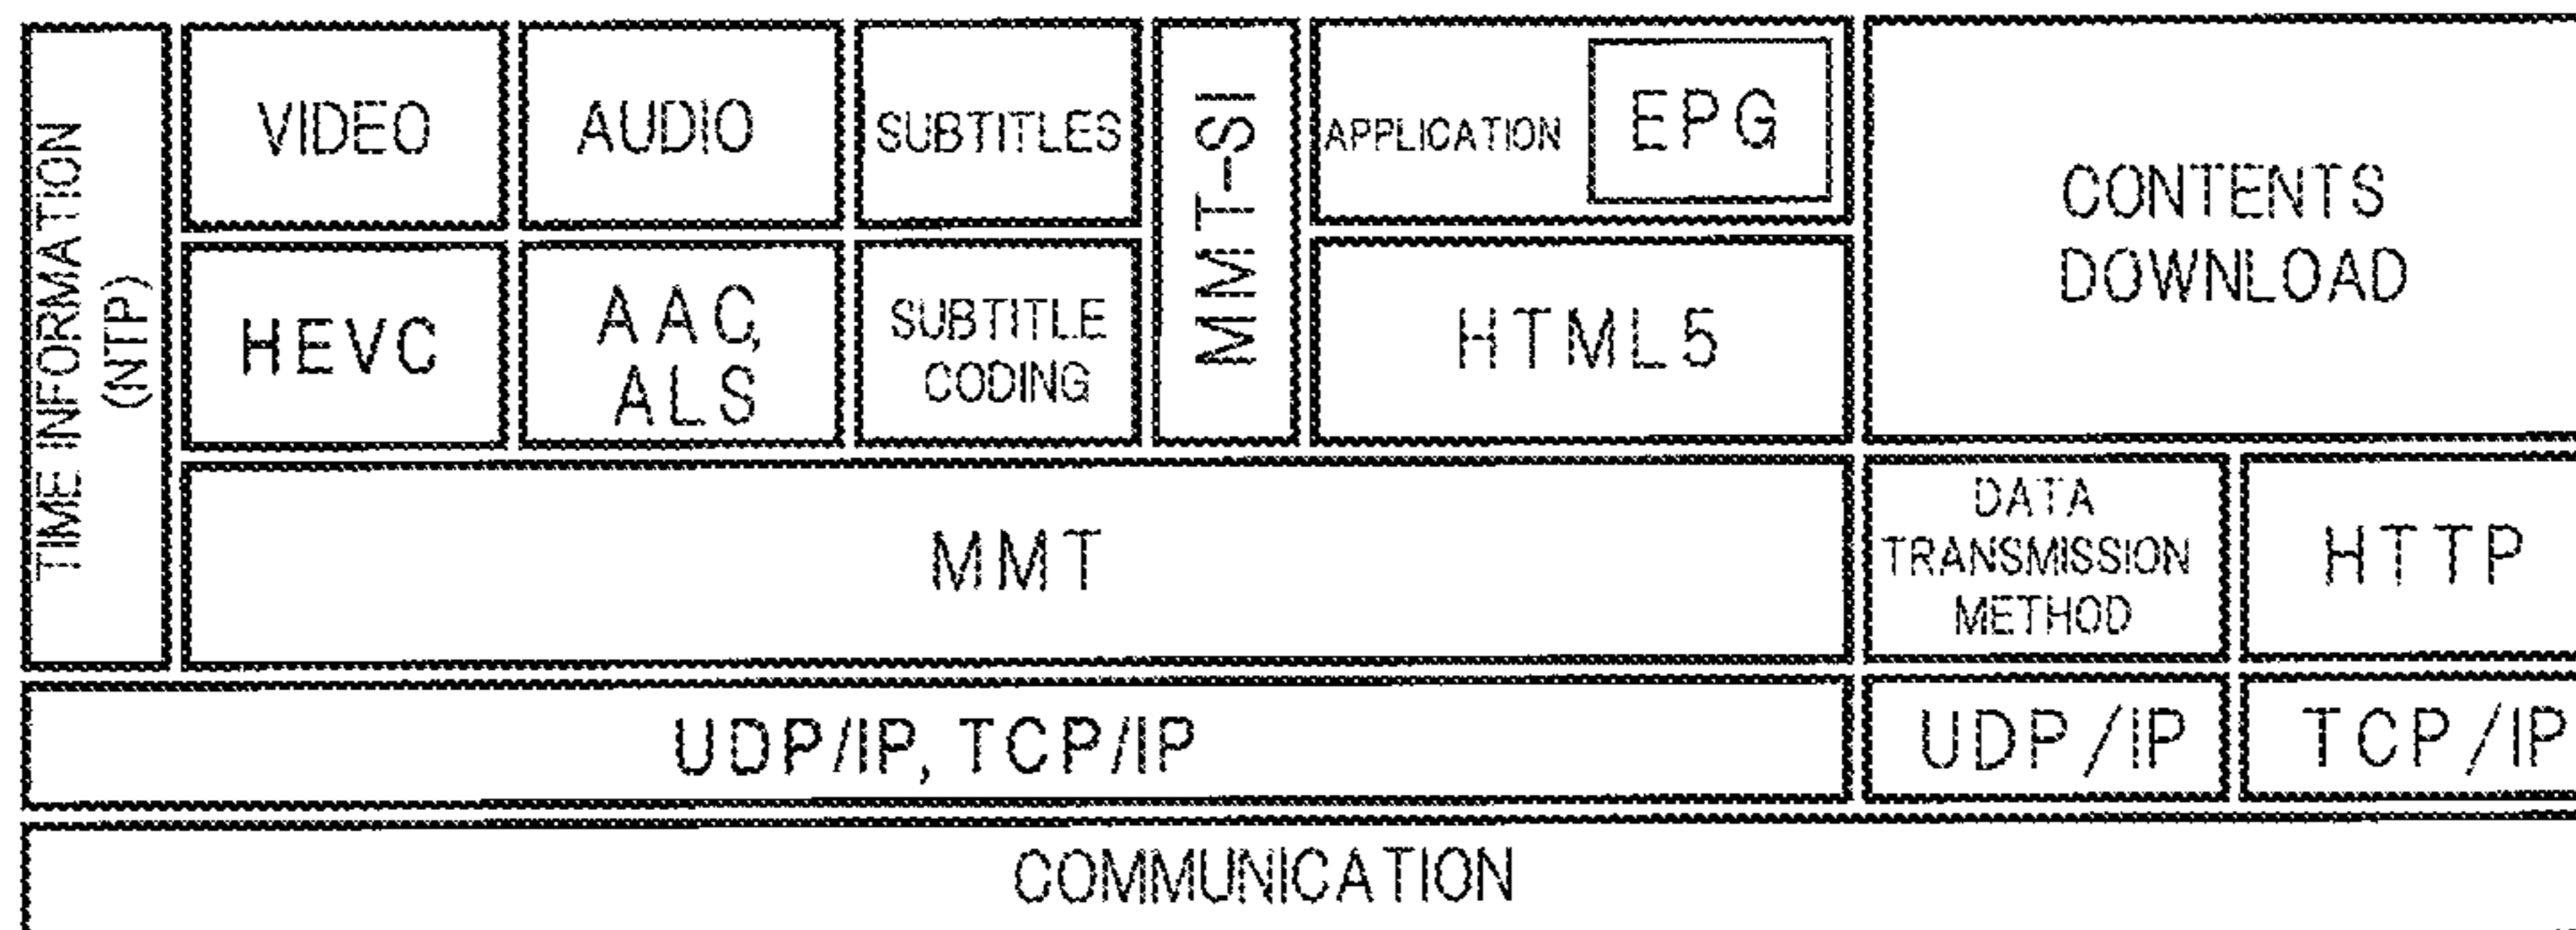 TIME INFORMATION
(NTP)
VIDEO
AUDIO
SUBTITLES
MMT-SI
APPLICATION
EPG
CONTENTS
DOWNLOAD
HEVC
AAC,
ALS
SUBTITLE
CODING
HTML5
MMT
DATA
TRANSMISSION
METHOD
HTTP
UDP/IP, TCP/IP
UDP/IP
TCP/IP
COMMUNICATION